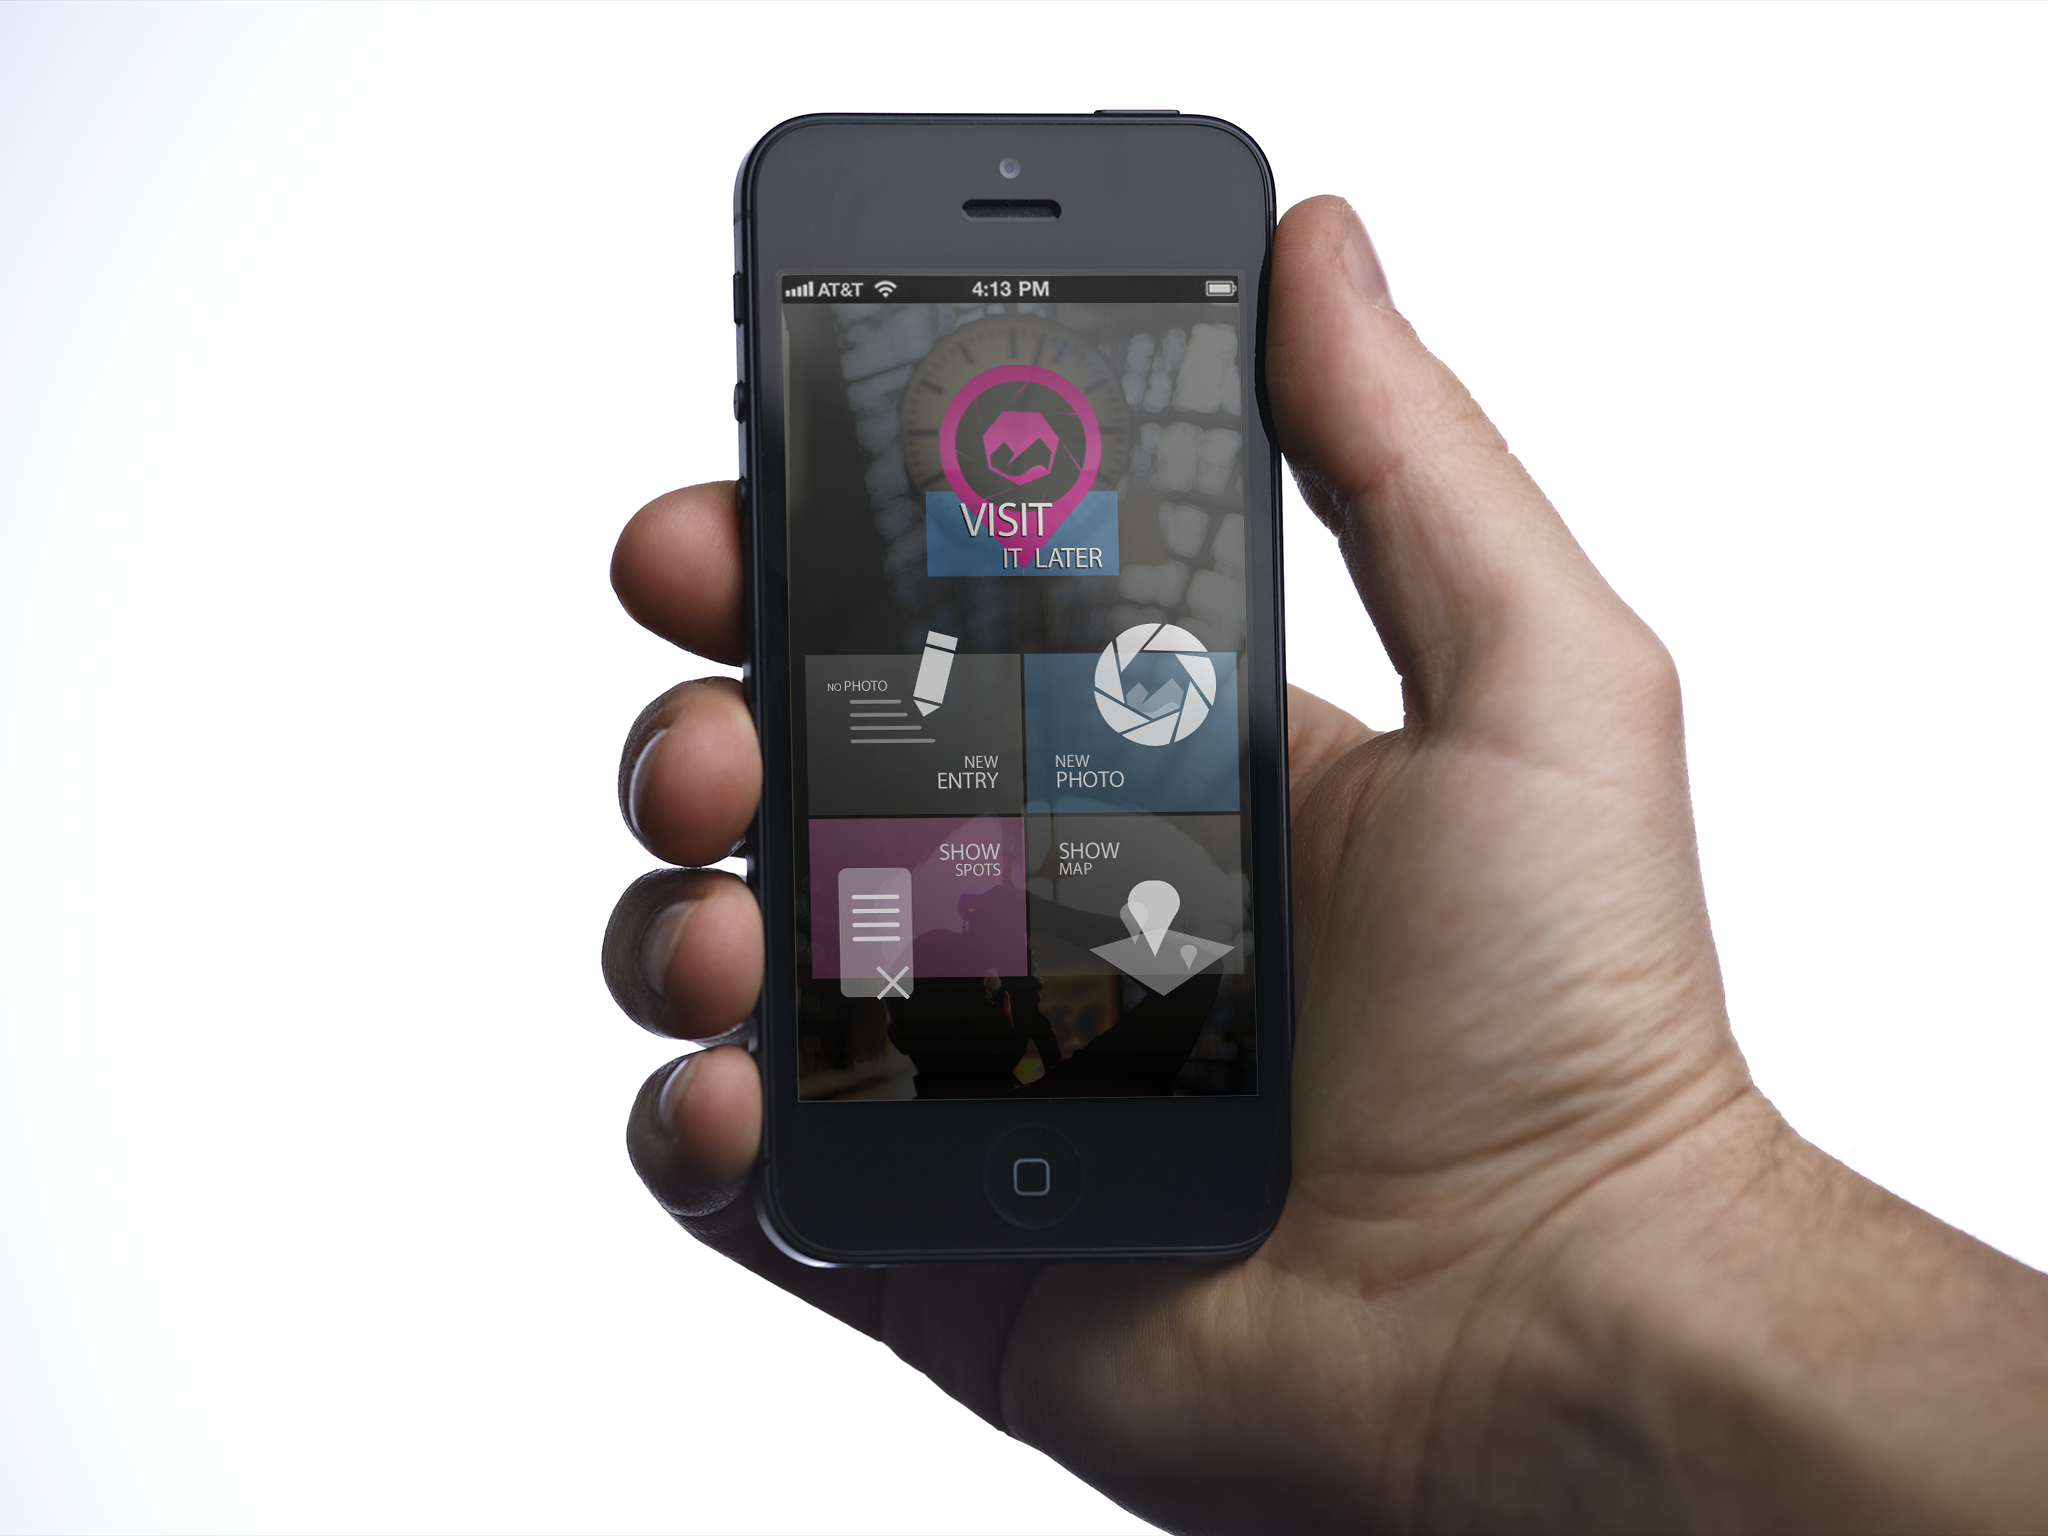 AT&T 4:13 PM
VISIT
IT LATER
NO PHOTO
NEW
ENTRY
NEW
PHOTO
SHOW
SPOTS
SHOW
MAP